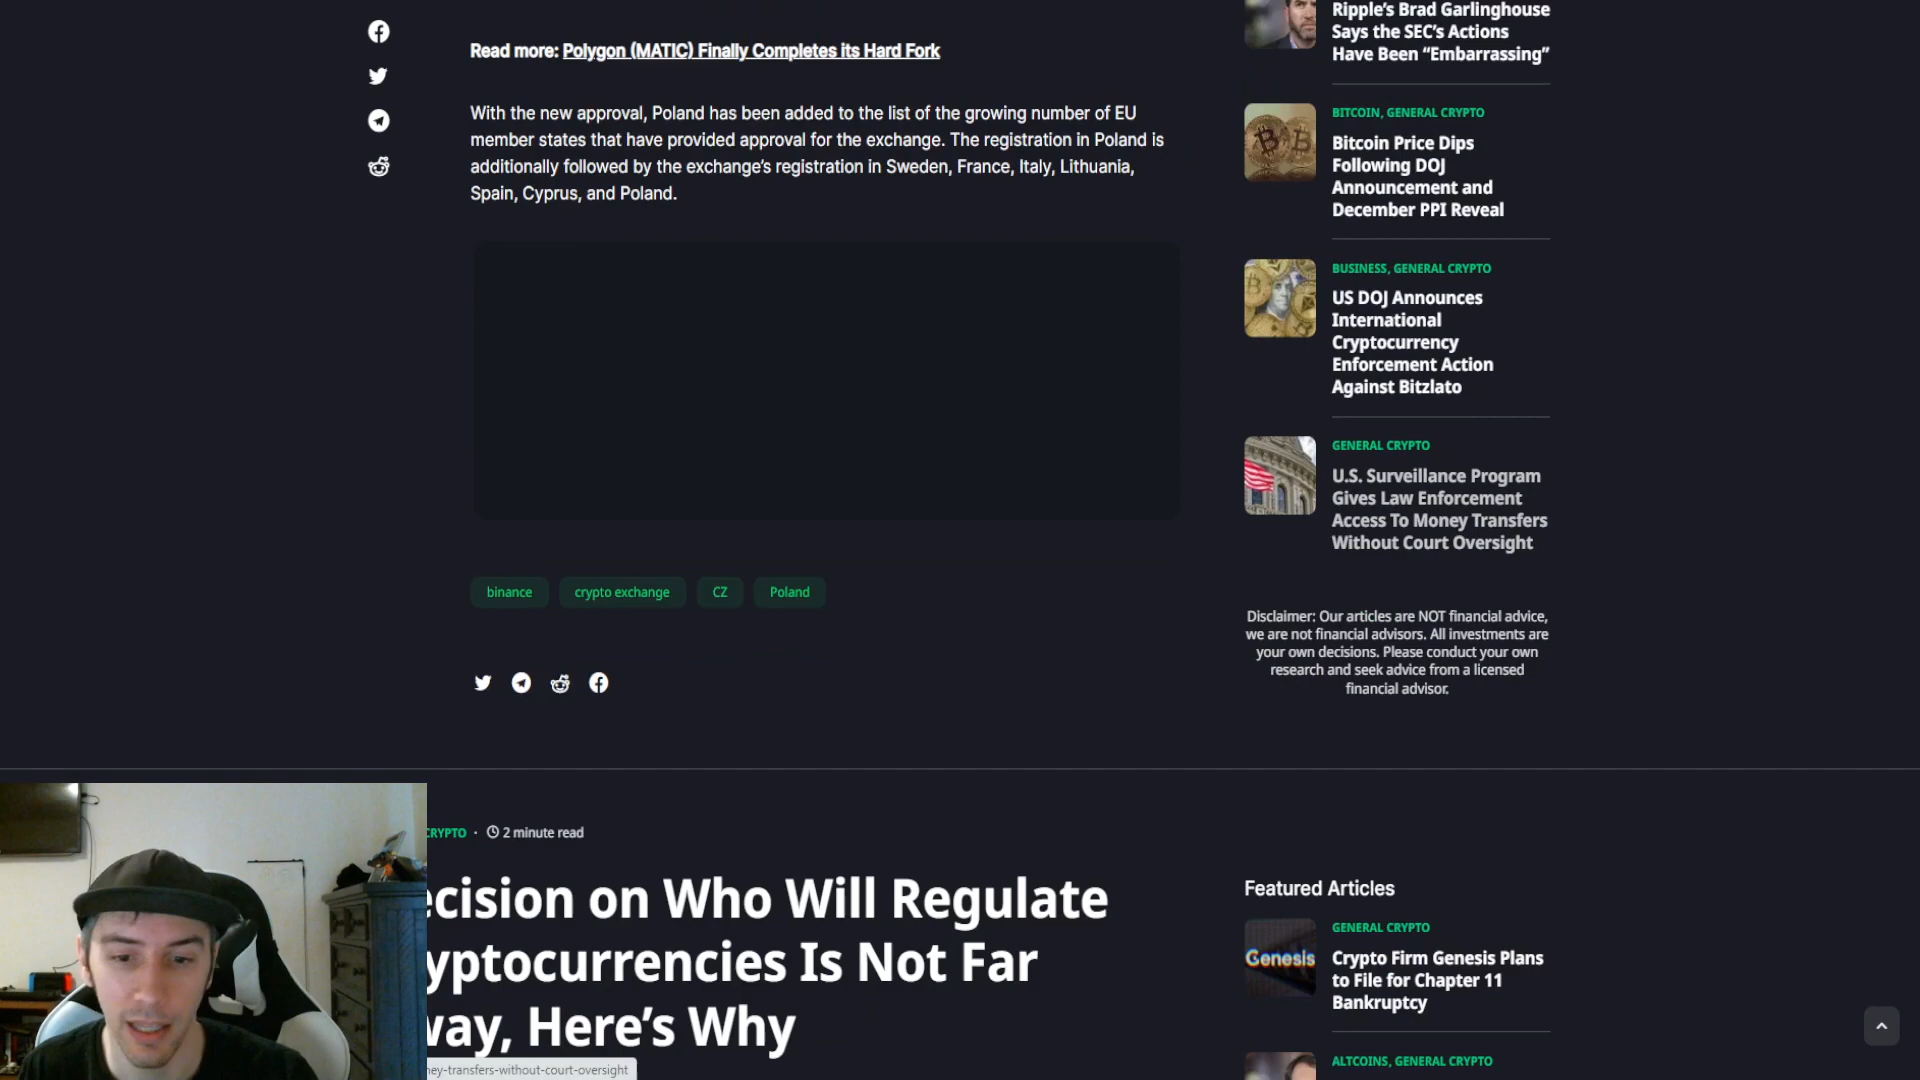 Read more: Polygon (MATIC) Finally Completes its Hard Fork
With the new approval, Poland has been added to the list of the growing number of EU
member states that have provided approval for the exchange. The registration in Poland is
additionally followed by the exchange’s registration in Sweden, France, Italy, Lithuania,
Spain, Cyprus, and Poland.
binance
crypto exchange
CZ
Poland
Ripple’s Brad Garlinghouse
Says the SEC’s Actions
Have Been “Embarrassing”
BITCOIN, GENERAL CRYPTO
Bitcoin Price Dips
Following DOJ
Announcement and
December PPI Reveal
BUSINESS, GENERAL CRYPTO
US DOJ Announces
International
Cryptocurrency
Enforcement Action
Against Bitzlato
GENERAL CRYPTO
U.S. Surveillance Program
Gives Law Enforcement
Access To Money Transfers
Without Court Oversight
Disclaimer: Our articles are NOT financial advice,
we are not financial advisors. All investments are
your own decisions. Please conduct your own
research and seek advice from a licensed
financial advisor.
CRYPTO · 2 minute read
ecision on Who Will Regulate
yptocurrencies Is Not Far
way, Here’s Why
ney-transfers-without-court-oversight
Featured Articles
Genesis
GENERAL CRYPTO
Crypto Firm Genesis Plans
to File for Chapter 11
Bankruptcy
ALTCOINS, GENERAL CRYPTO